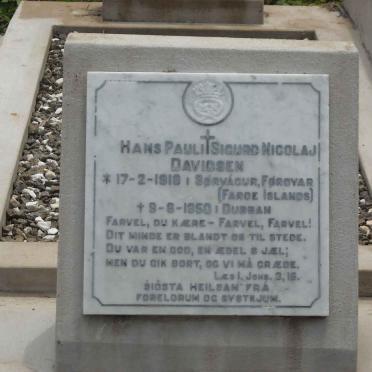 HANS PAULI SIGURD NICOLAJ
DAVIDSEN
* 17-2-1918 I SØRVÁGUR, FØROYAR
(FAROE ISLANDS)
† 9-6-1950 I DURBAN
FARVEL, DU KÆRE - FARVEL, FARVEL!
DIT MINDE ER BLANDT OS TIL STEDE.
DU VAR EN GOD, EN ÆDEL SJÆL;
MEN DU GIK BORT, OG VI MÅ GRÆDE.
LÆS I. JOHS. 3, 16.
SIÐSTA HEILSAN FRÁ
FORELDRUM OG SYSTKJUM.